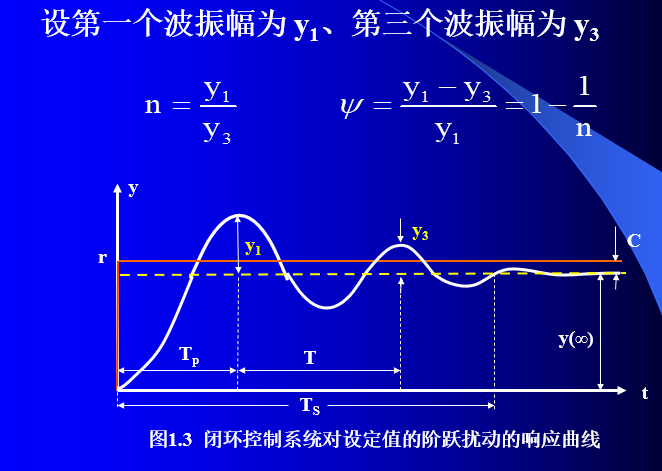 设第一个波振幅为 y₁、第三个波振幅为 y₃
n = y₁/y₃
ψ = (y₁ − y₃)/y₁ = 1 − 1/n
y
y₃
y₁
C
r
y(∞)
Tₚ
T
t
Tₛ
图1.3 闭环控制系统对设定值的阶跃扰动的响应曲线